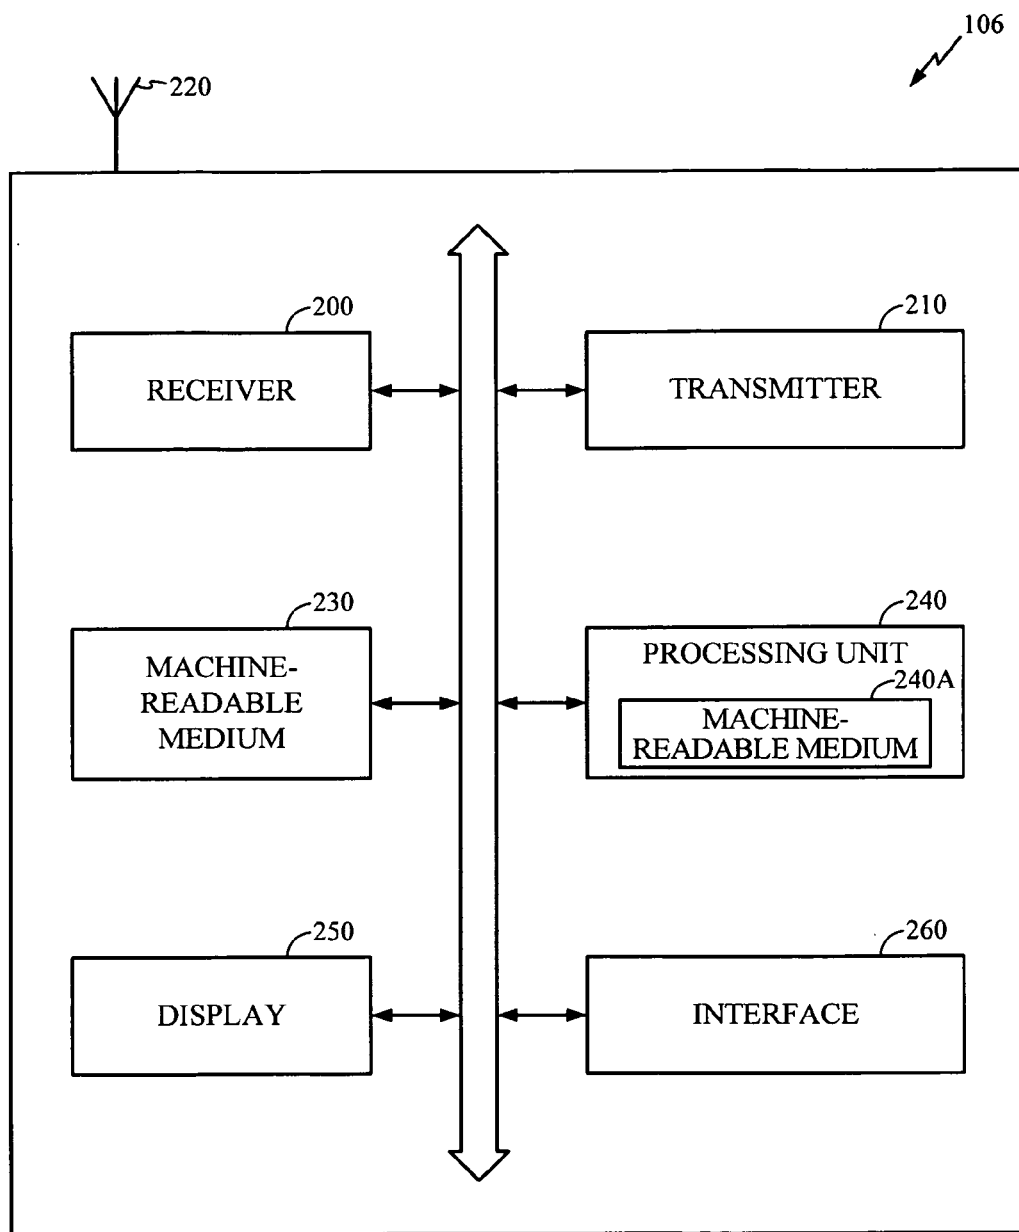 106
220
200
210
RECEIVER
TRANSMITTER
230
240
MACHINE-
READABLE
MEDIUM
PROCESSING UNIT
240A
MACHINE-
READABLE MEDIUM
250
260
DISPLAY
INTERFACE